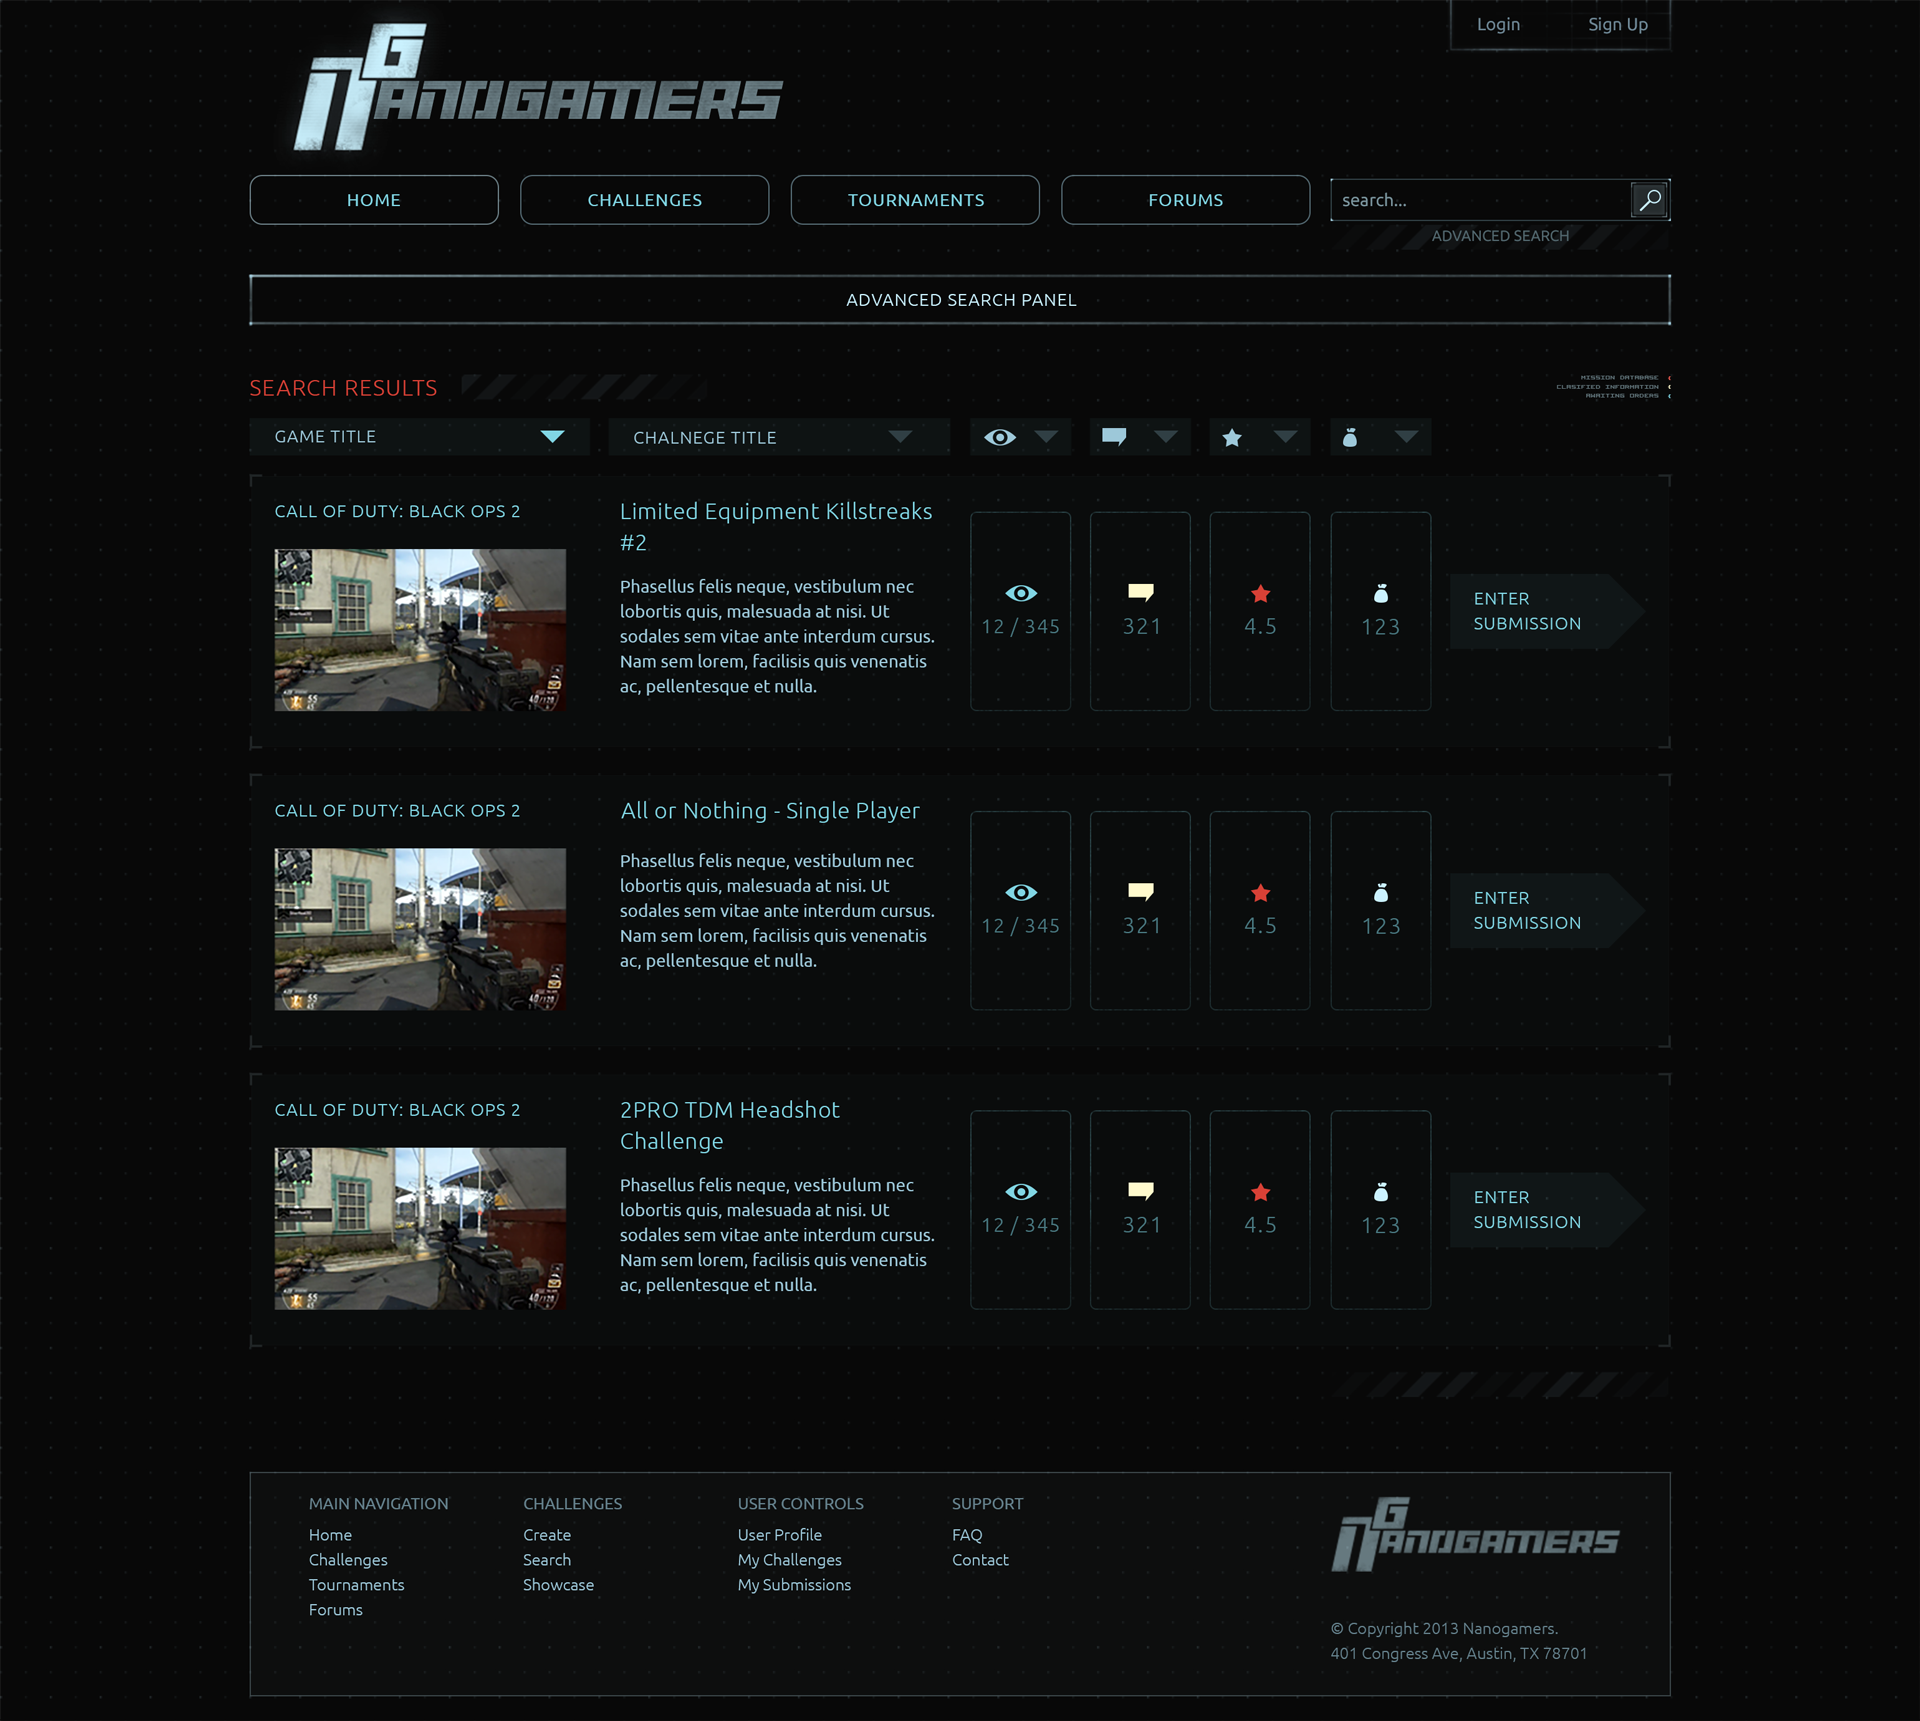 Login
Sign Up
NG
NANOGAMERS
HOME
CHALLENGES
TOURNAMENTS
FORUMS
search...
ADVANCED SEARCH
ADVANCED SEARCH PANEL
SEARCH RESULTS
MISSION DATABASE
CLASIFIED INFORMATION
AWAITING ORDERS
GAME TITLE
CHALNEGE TITLE
CALL OF DUTY: BLACK OPS 2
Limited Equipment Killstreaks
#2
Phasellus felis neque, vestibulum nec
lobortis quis, malesuada at nisi. Ut
sodales sem vitae ante interdum cursus.
Nam sem lorem, facilisis quis venenatis
ac, pellentesque et nulla.
12 / 345
321
4.5
123
ENTER
SUBMISSION
CALL OF DUTY: BLACK OPS 2
All or Nothing - Single Player
Phasellus felis neque, vestibulum nec
lobortis quis, malesuada at nisi. Ut
sodales sem vitae ante interdum cursus.
Nam sem lorem, facilisis quis venenatis
ac, pellentesque et nulla.
12 / 345
321
4.5
123
ENTER
SUBMISSION
CALL OF DUTY: BLACK OPS 2
2PRO TDM Headshot
Challenge
Phasellus felis neque, vestibulum nec
lobortis quis, malesuada at nisi. Ut
sodales sem vitae ante interdum cursus.
Nam sem lorem, facilisis quis venenatis
ac, pellentesque et nulla.
12 / 345
321
4.5
123
ENTER
SUBMISSION
MAIN NAVIGATION
Home
Challenges
Tournaments
Forums
CHALLENGES
Create
Search
Showcase
USER CONTROLS
User Profile
My Challenges
My Submissions
SUPPORT
FAQ
Contact
NG
NANOGAMERS
© Copyright 2013 Nanogamers.
401 Congress Ave, Austin, TX 78701